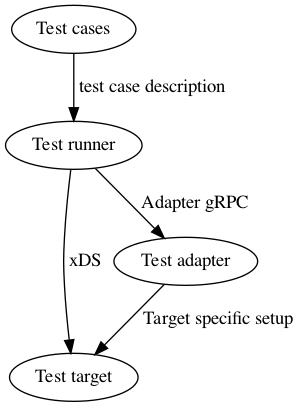 Test cases
test case description
Test runner
Adapter gRPC
xDS
Test adapter
Target specific setup
Test target